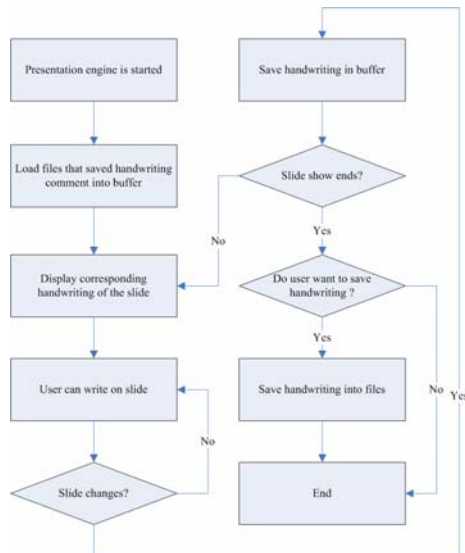 Presentation engine is started
Load files that saved handwriting
comment into buffer
Display corresponding
handwriting of the slide
User can write on slide
No
Slide changes?
Save handwriting in buffer
Slide show ends?
No
Yes
Do user want to save
handwriting ?
Yes
Save handwriting into files
No
Yes
End